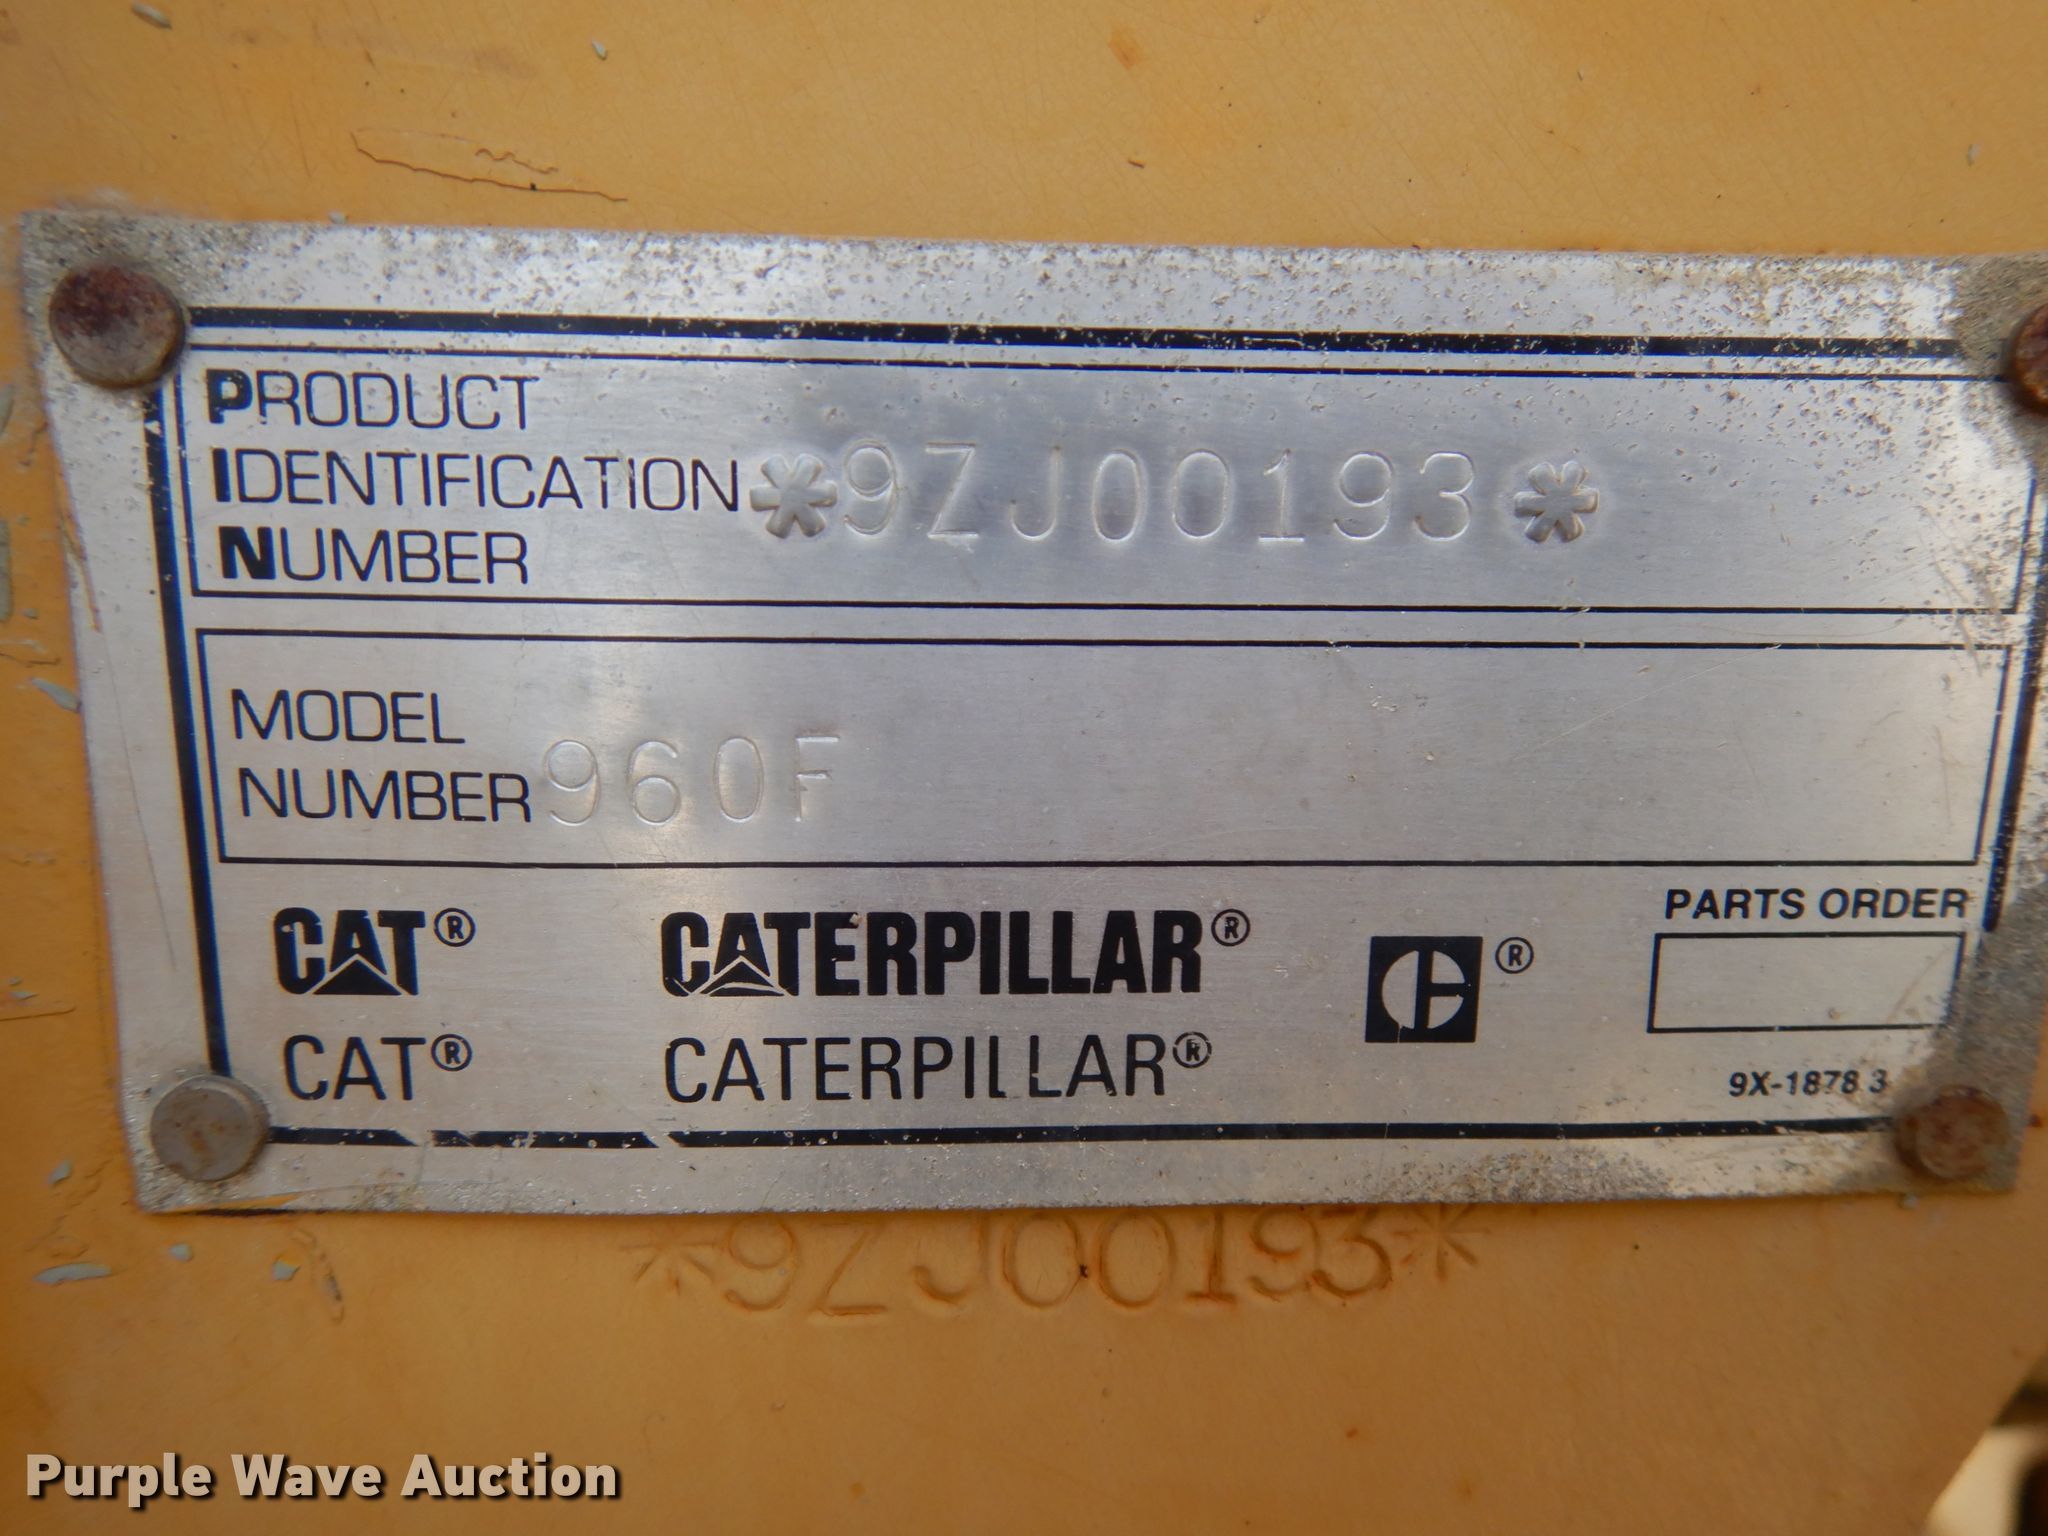 PRODUCT
IDENTIFICATION *9ZJ00193*
NUMBER
MODEL
NUMBER 960F
PARTS ORDER
CAT® CATERPILLAR® ®
CAT® CATERPILLAR®
9X-1878 3
*9ZJ00193*
Purple Wave Auction